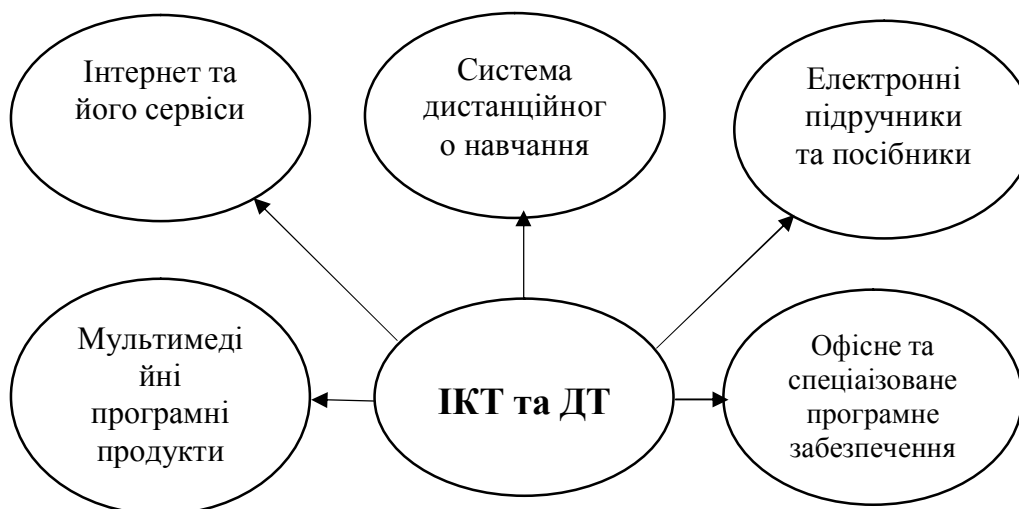 Інтернет та
його сервіси
Система
дистанційног
о навчання
Електронні
підручники
та посібники
Мультимеді
йні
програмні
продукти
ІКТ та ДТ
Офісне та
спеціаізоване
програмне
забезпечення